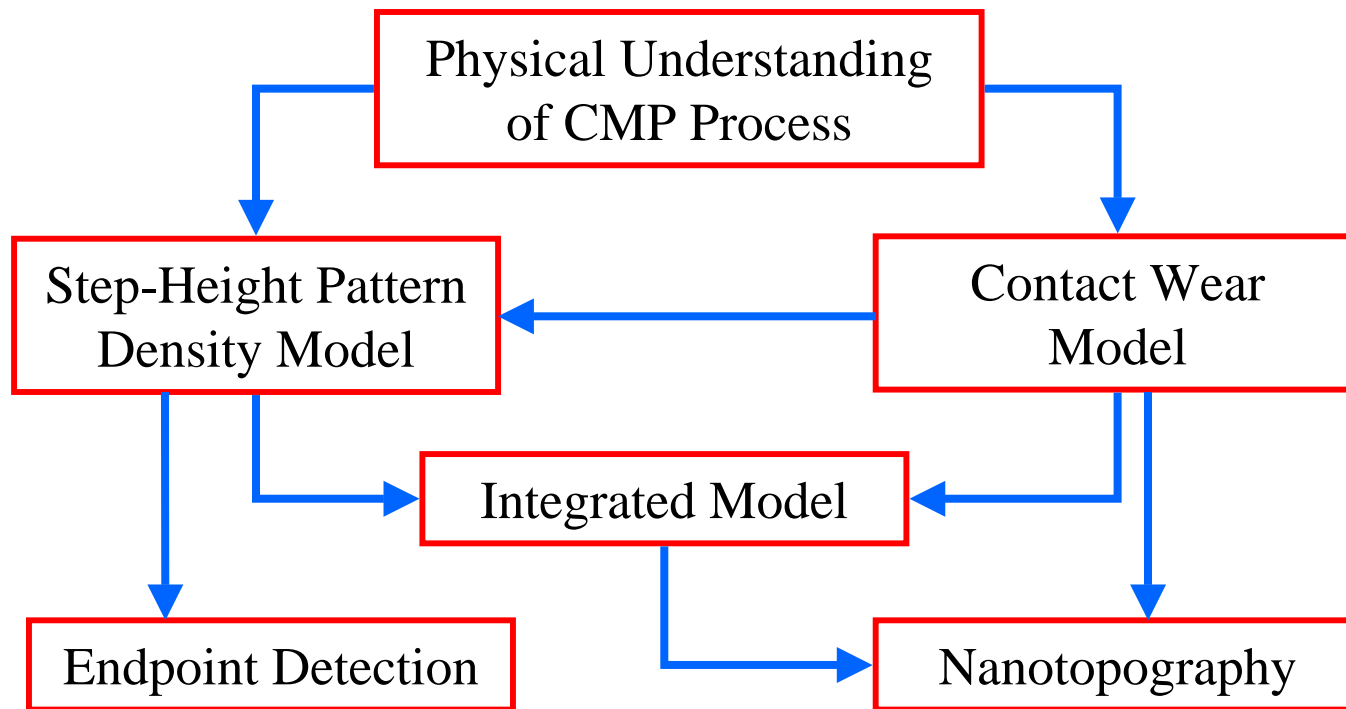 Physical Understanding
of CMP Process
Step-Height Pattern
Density Model
Contact Wear
Model
Integrated Model
Endpoint Detection
Nanotopography